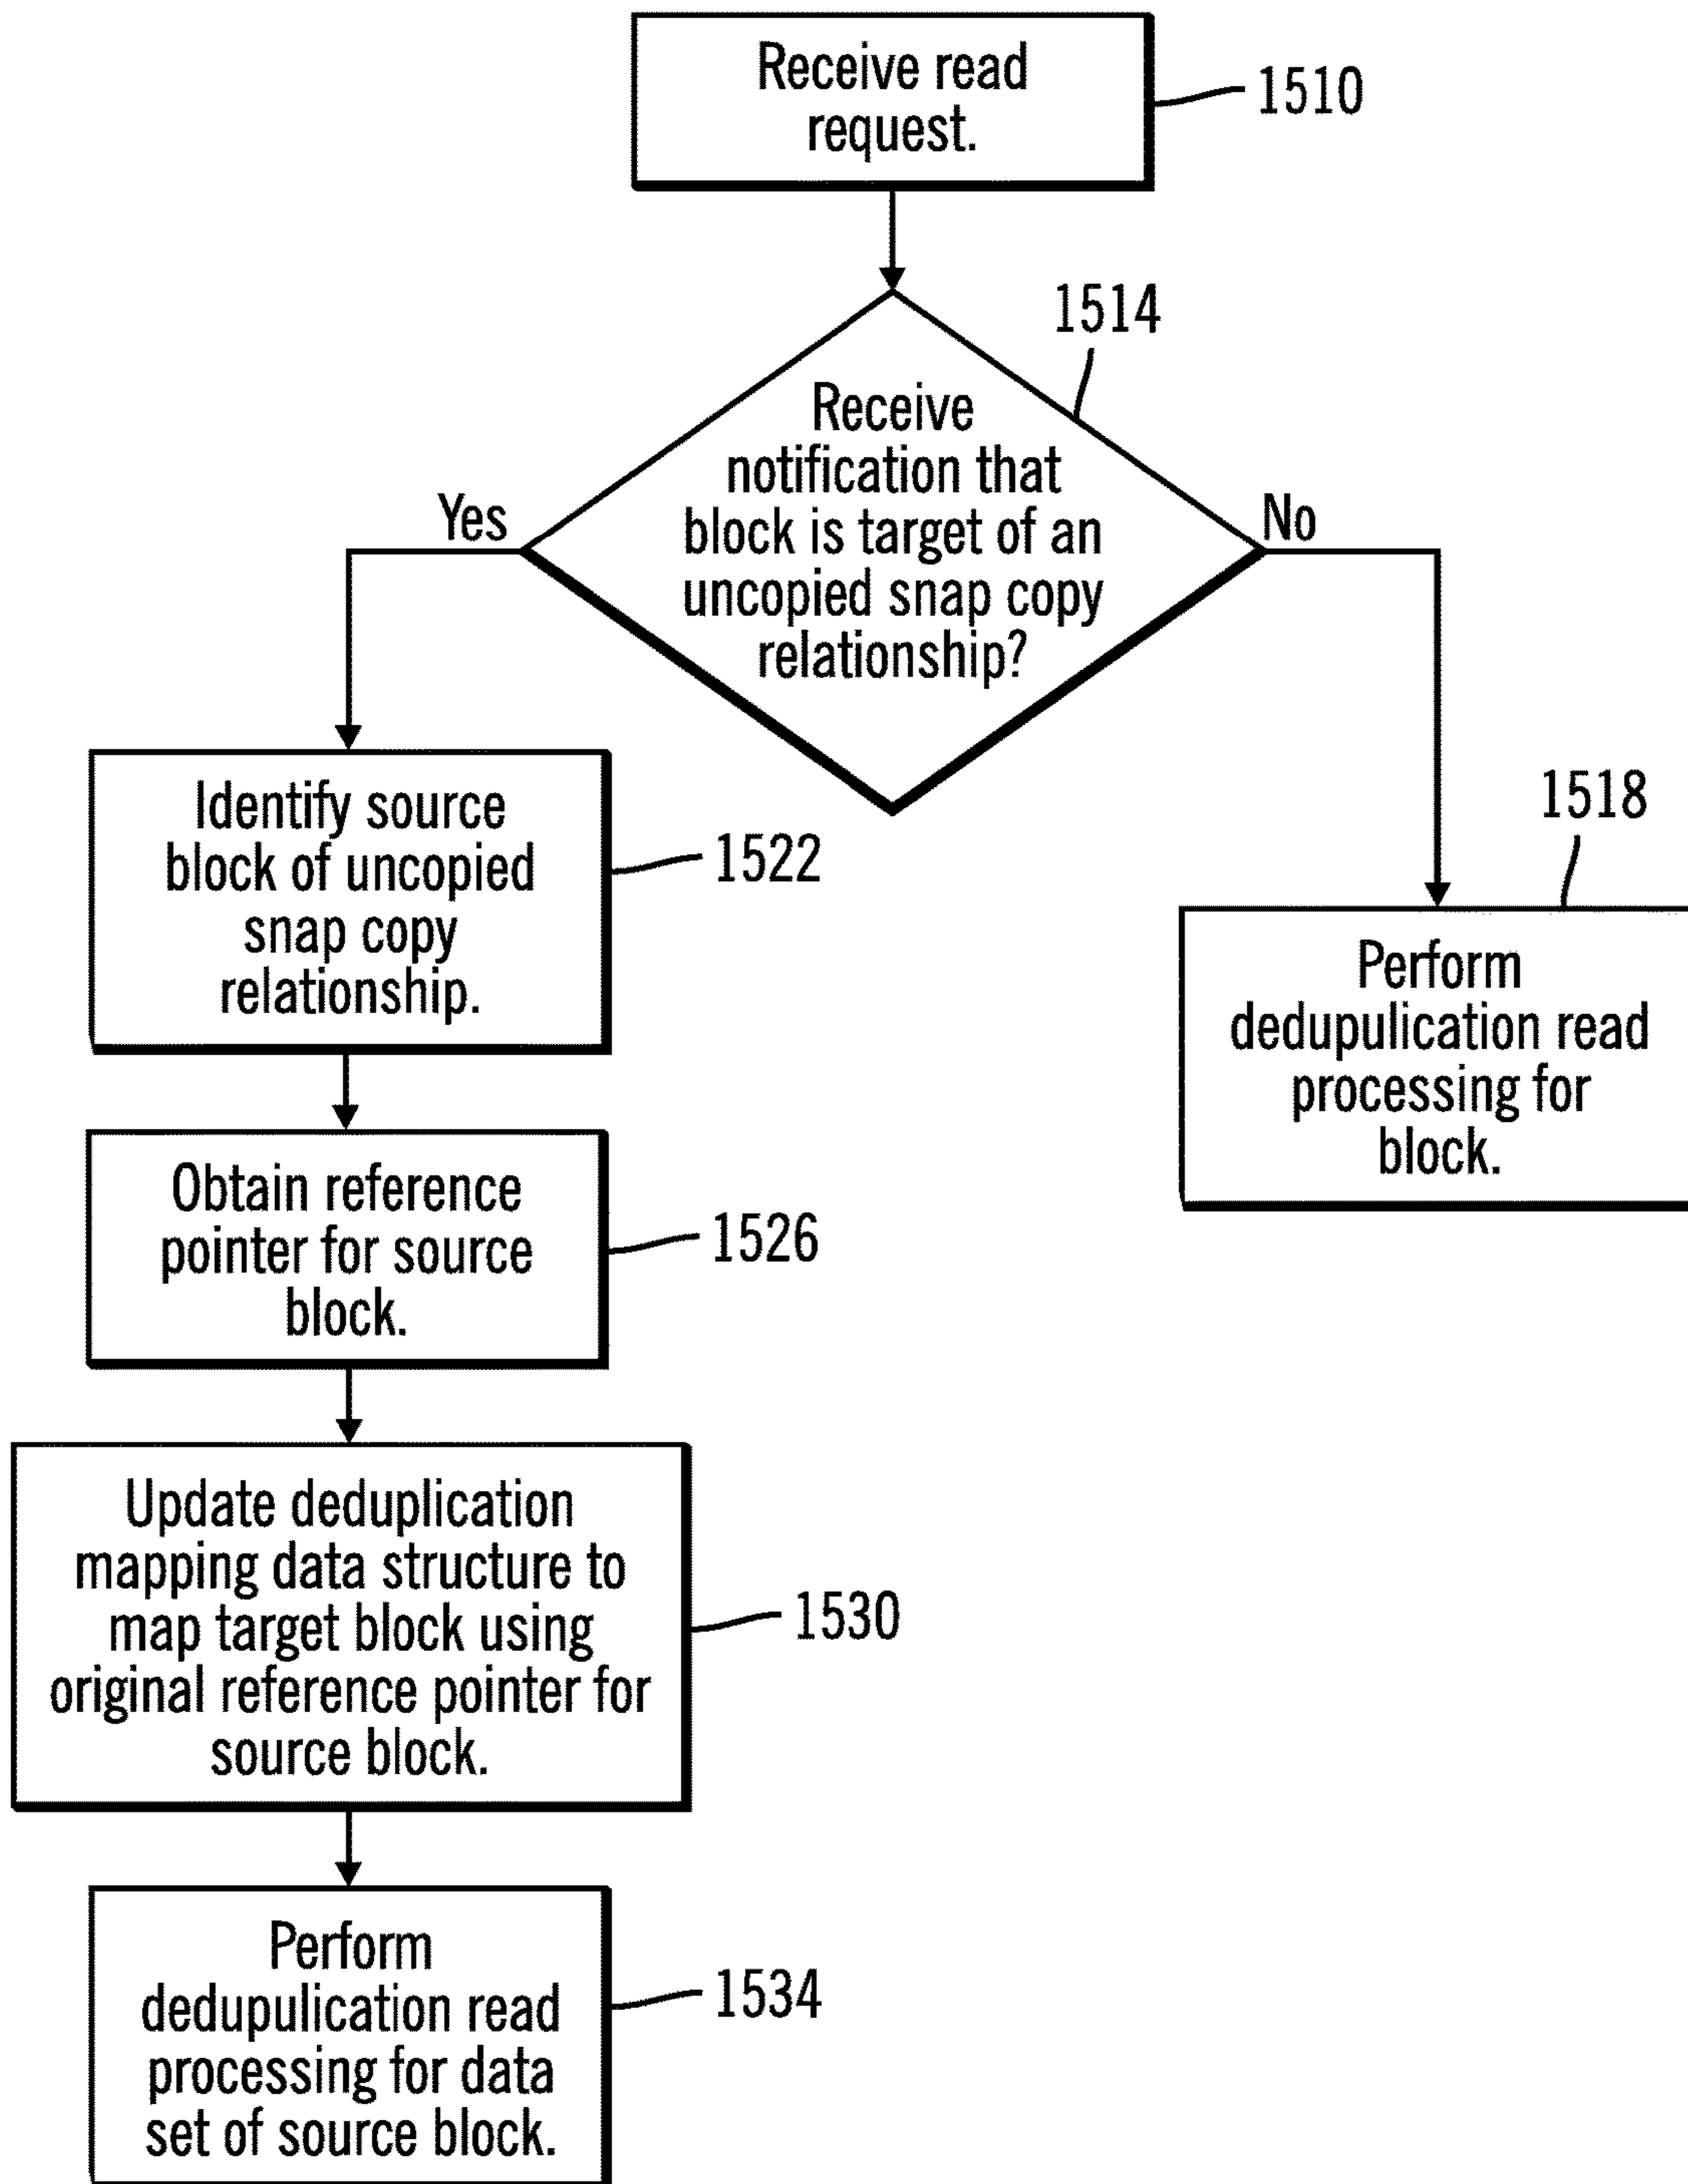 Receive read
request.
1510
1514
Receive
notification that
block is target of an
uncopied snap copy
relationship?
Yes
No
Identify source
block of uncopied
snap copy
relationship.
1522
1518
Perform
dedupulication read
processing for
block.
Obtain reference
pointer for source
block.
1526
Update deduplication
mapping data structure to
map target block using
original reference pointer for
source block.
1530
Perform
dedupulication read
processing for data
set of source block.
1534